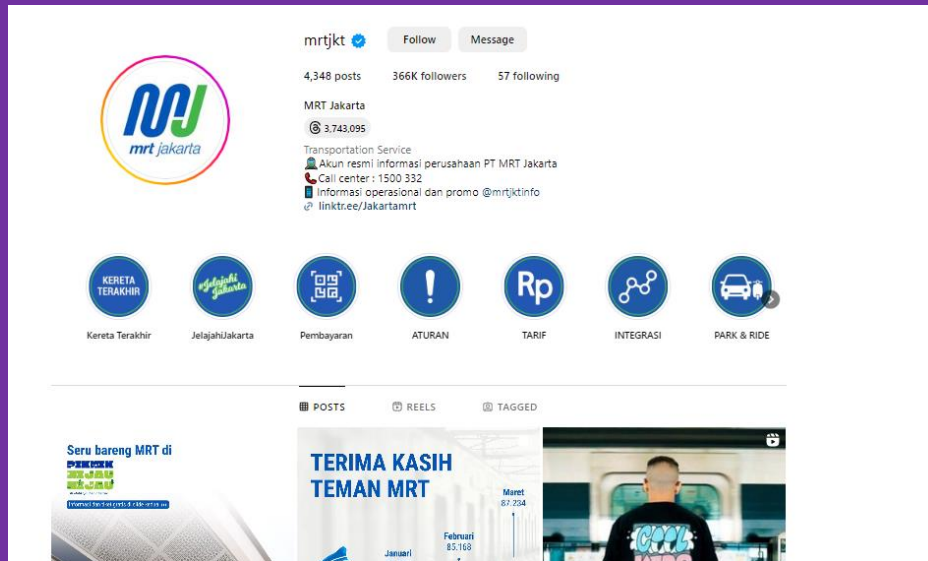 mrt jakarta
mrtjkt Follow Message
4,348 posts 366K followers 57 following
MRT Jakarta
3,743,095
Transportation Service
Akun resmi informasi perusahaan PT MRT Jakarta
Call center : 1500 332
Informasi operasional dan promo @mrtjktinfo
linktr.ee/Jakartamrt
KERETA
TERAKHIR
#Jelajahi
Jakarta
!
Rp
Kereta Terakhir JelajahiJakarta Pembayaran ATURAN TARIF INTEGRASI PARK & RIDE
POSTS REELS TAGGED
Seru bareng MRT di
PIKNIK
HIJAU
HIJAU
TERIMA KASIH
TEMAN MRT
Maret
87.234
Februari
85.168
Januari
COOL